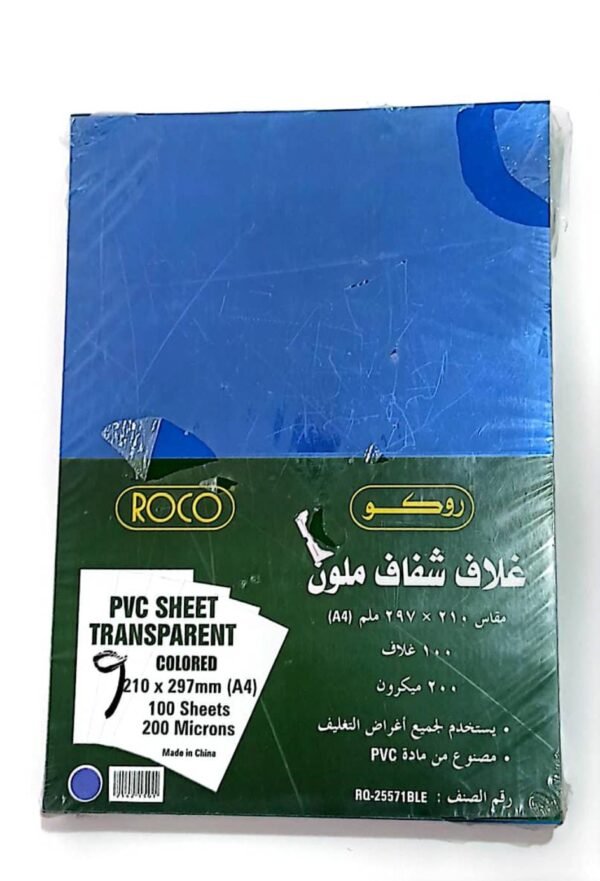 ROCO
روكو
PVC SHEET
TRANSPARENT
COLORED
210 x 297mm (A4)
100 Sheets
200 Microns
Made in China
9
غلاف شفاف ملون
مقاس ٢١٠ × ٢٩٧ ملم (A4)
١٠٠ غلاف
٢٠٠ ميكرون
• يستخدم لجميع أغراض التغليف
• مصنوع من مادة PVC
رقم الصنف : RQ-25571BLE